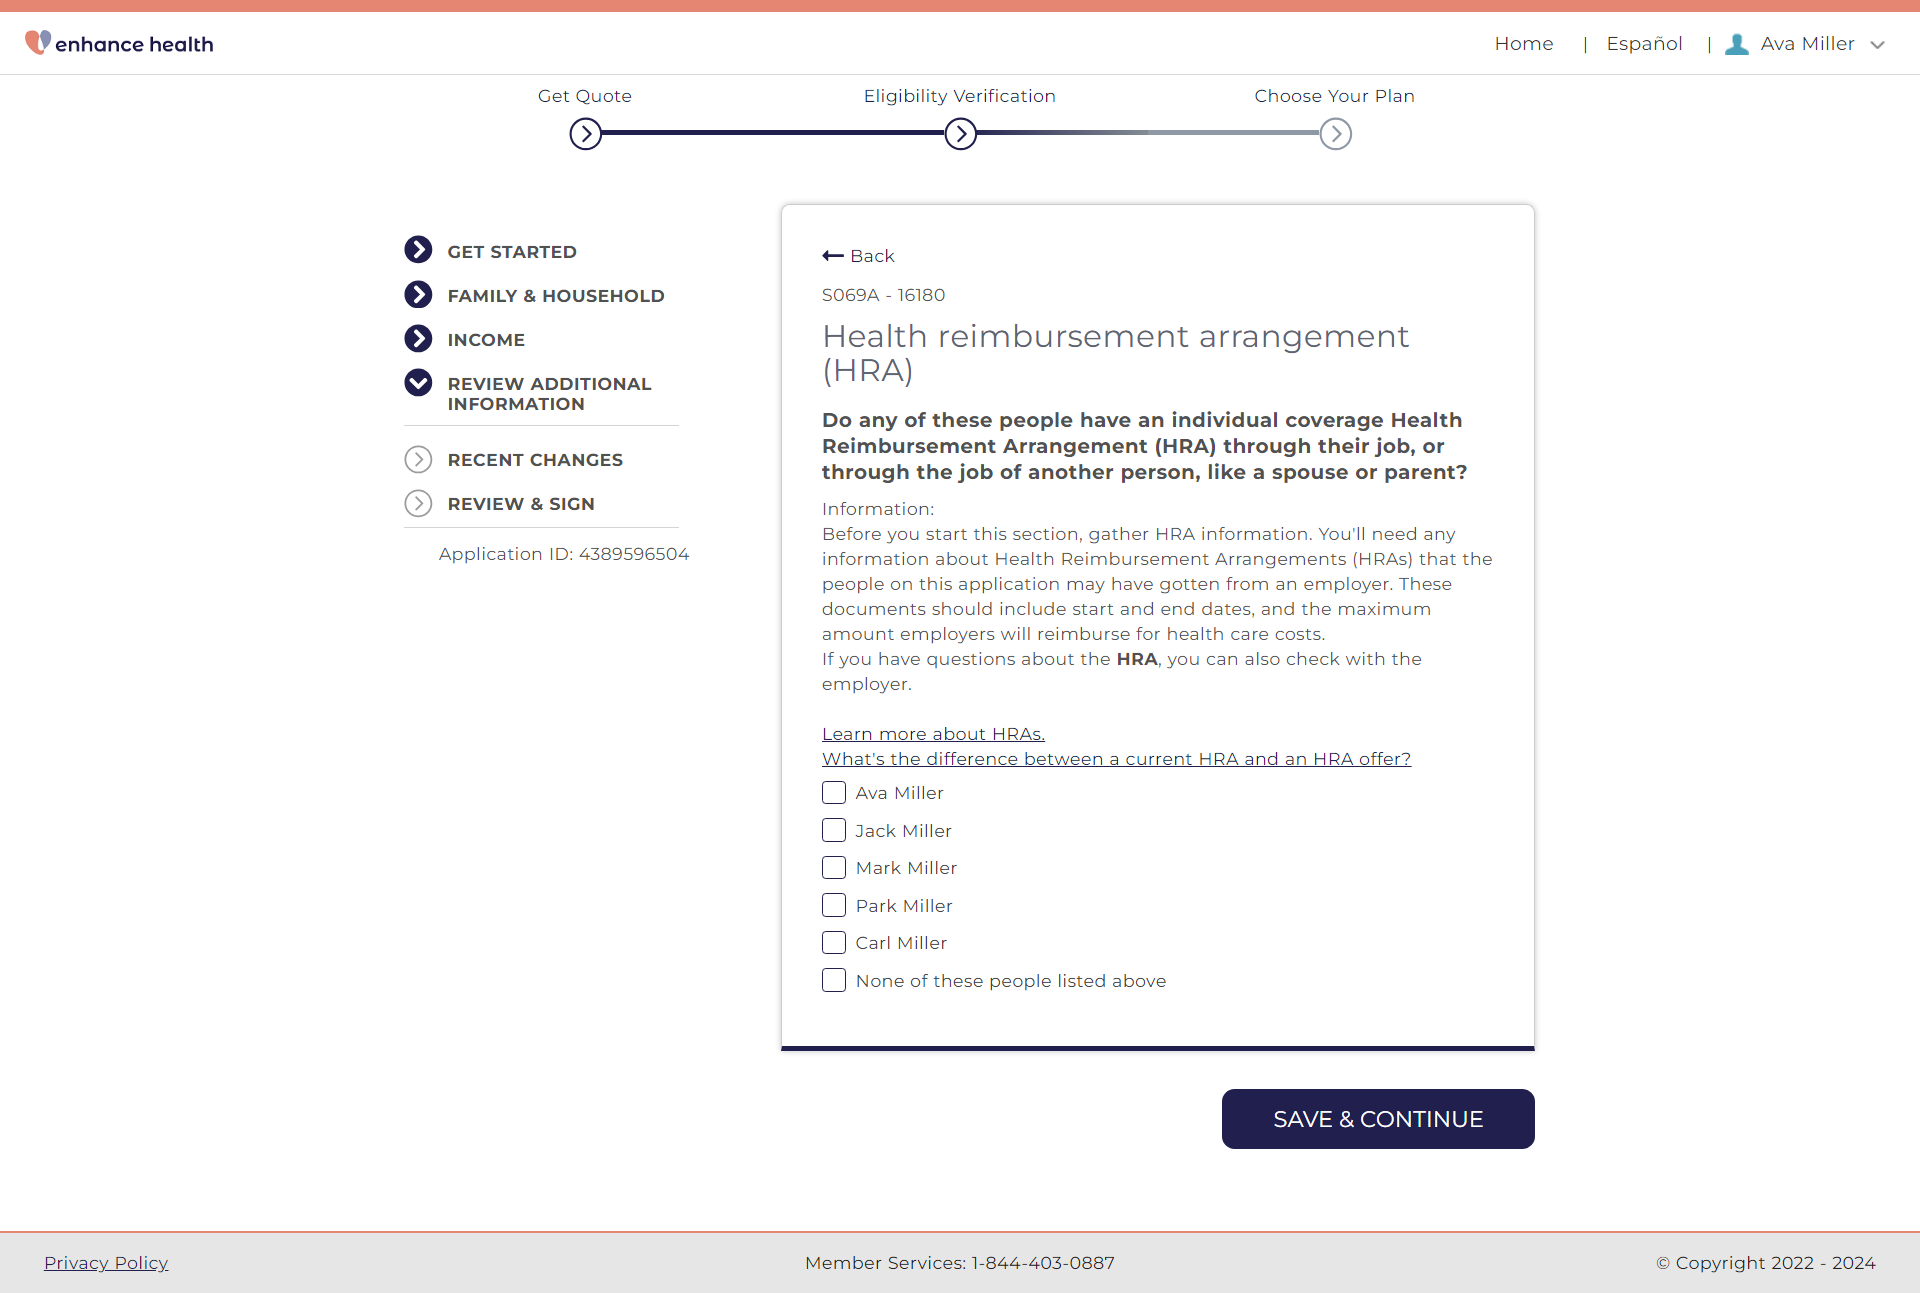 enhance health
Home | Español | Ava Miller
Get Quote
Eligibility Verification
Choose Your Plan
GET STARTED
FAMILY & HOUSEHOLD
INCOME
REVIEW ADDITIONAL
INFORMATION
RECENT CHANGES
REVIEW & SIGN
Application ID: 4389596504
Back
S069A - 16180
Health reimbursement arrangement
(HRA)
Do any of these people have an individual coverage Health
Reimbursement Arrangement (HRA) through their job, or
through the job of another person, like a spouse or parent?
Information:
Before you start this section, gather HRA information. You'll need any
information about Health Reimbursement Arrangements (HRAs) that the
people on this application may have gotten from an employer. These
documents should include start and end dates, and the maximum
amount employers will reimburse for health care costs.
If you have questions about the HRA, you can also check with the
employer.
Learn more about HRAs.
What's the difference between a current HRA and an HRA offer?
Ava Miller
Jack Miller
Mark Miller
Park Miller
Carl Miller
None of these people listed above
SAVE & CONTINUE
Privacy Policy
Member Services: 1-844-403-0887
© Copyright 2022 - 2024